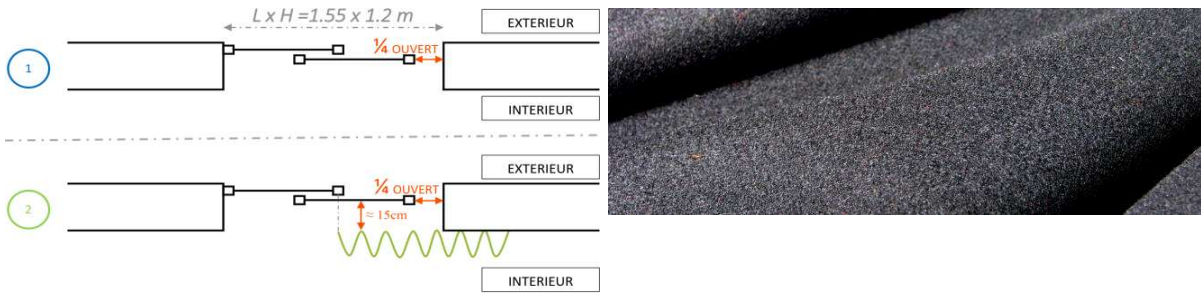 L x H =1.55 x 1.2 m
EXTERIEUR
¼ OUVERT
1
INTERIEUR
EXTERIEUR
¼ OUVERT
2
≈ 15cm
INTERIEUR